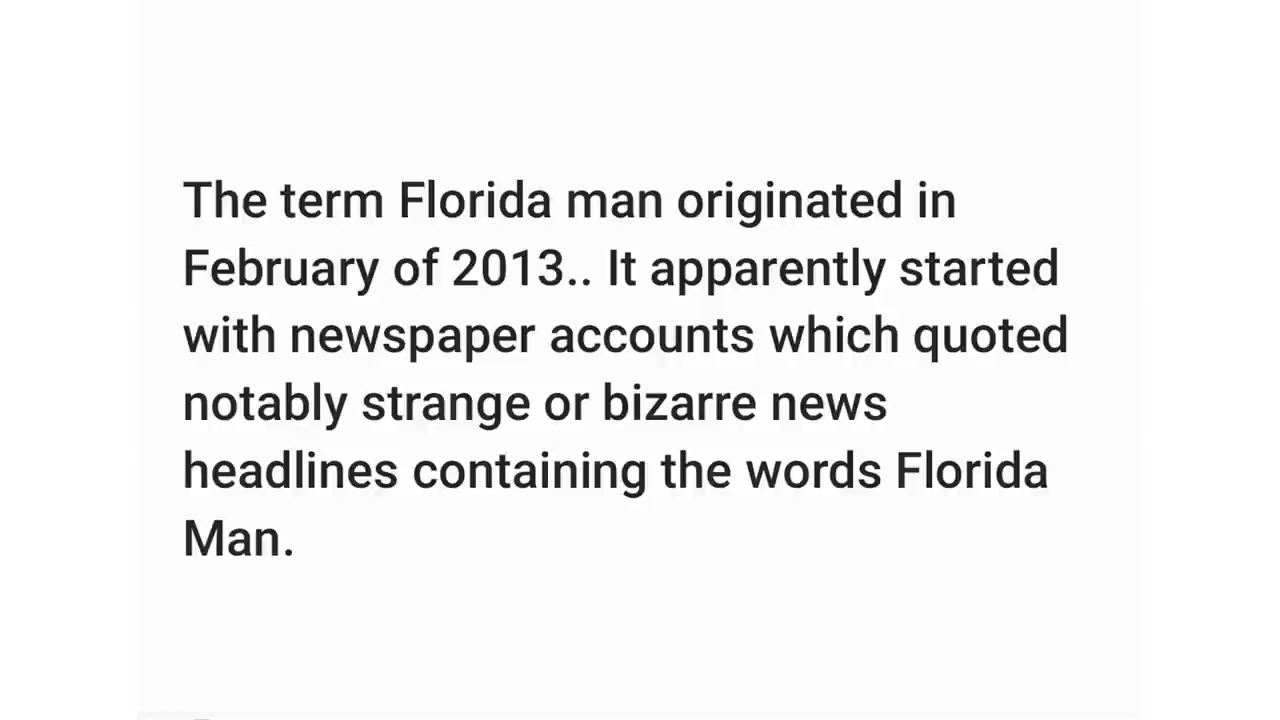 The term Florida man originated in
February of 2013.. It apparently started
with newspaper accounts which quoted
notably strange or bizarre news
headlines containing the words Florida
Man.